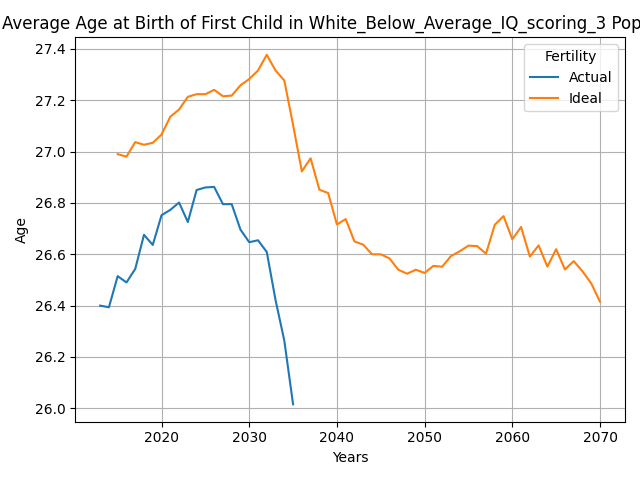 Average Age at Birth of First Child in White_Below_Average_IQ_scoring_3 Pop
27.4
27.2
27.0
26.8
26.6
26.4
26.2
26.0
Age
Fertility
Actual
Ideal
2020 2030 2040 2050 2060 2070
Years